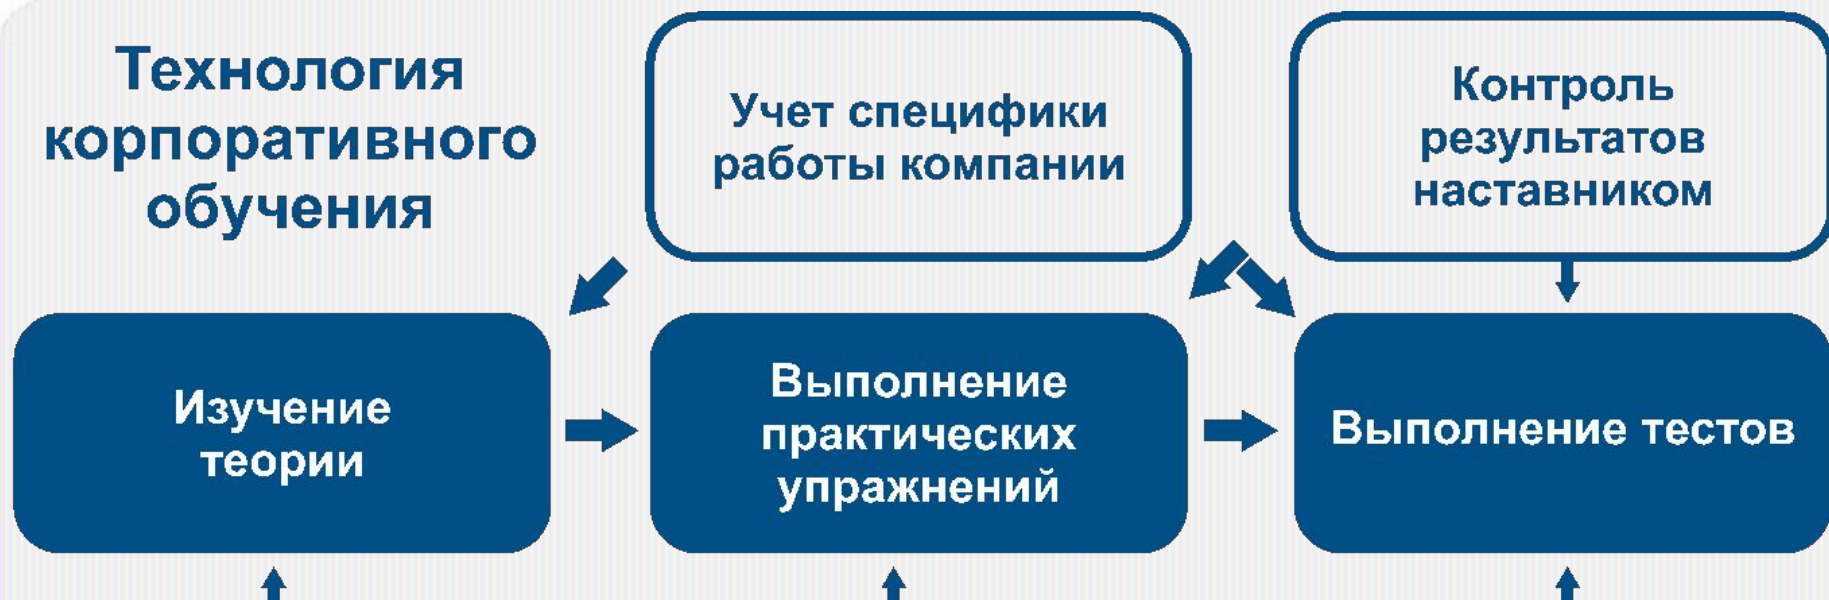 Технология
корпоративного
обучения
Учет специфики
работы компании
Контроль
результатов
наставником
Изучение
теории
Выполнение
практических
упражнений
Выполнение тестов